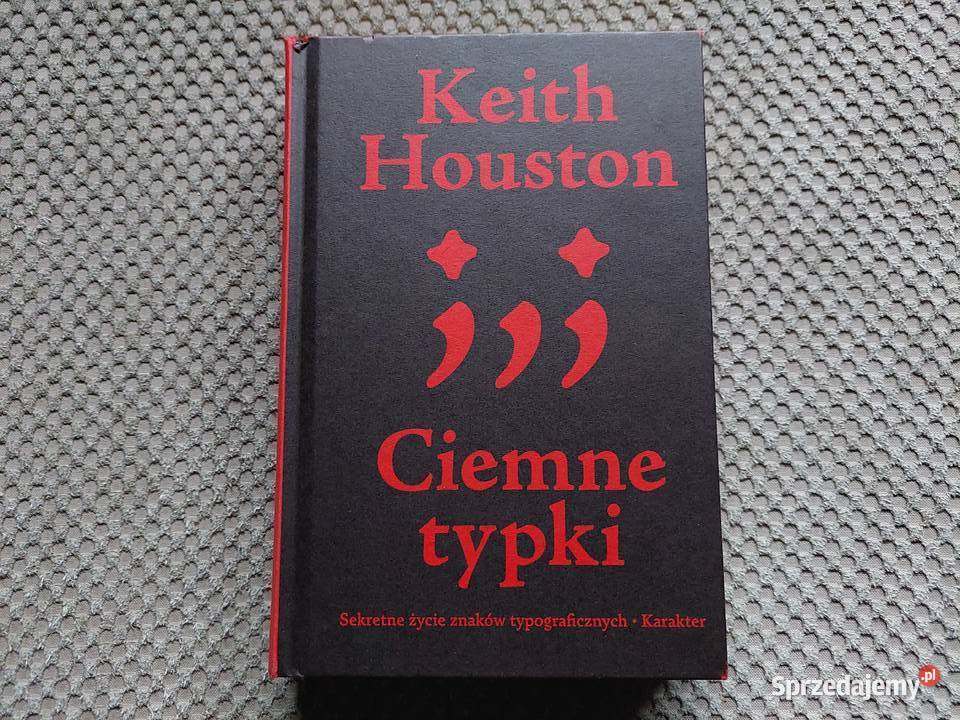 Keith
Houston
;,;
Ciemne
typki
Sekretne życie znaków typograficznych • Karakter
Sprzedajemy.pl